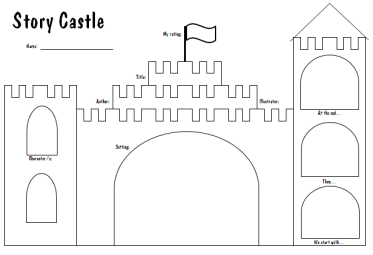 Story Castle
My rating:
Name:
Title:
Author:
Illustrator:
At the end...
Setting:
Character/s:
Then...
We start with...